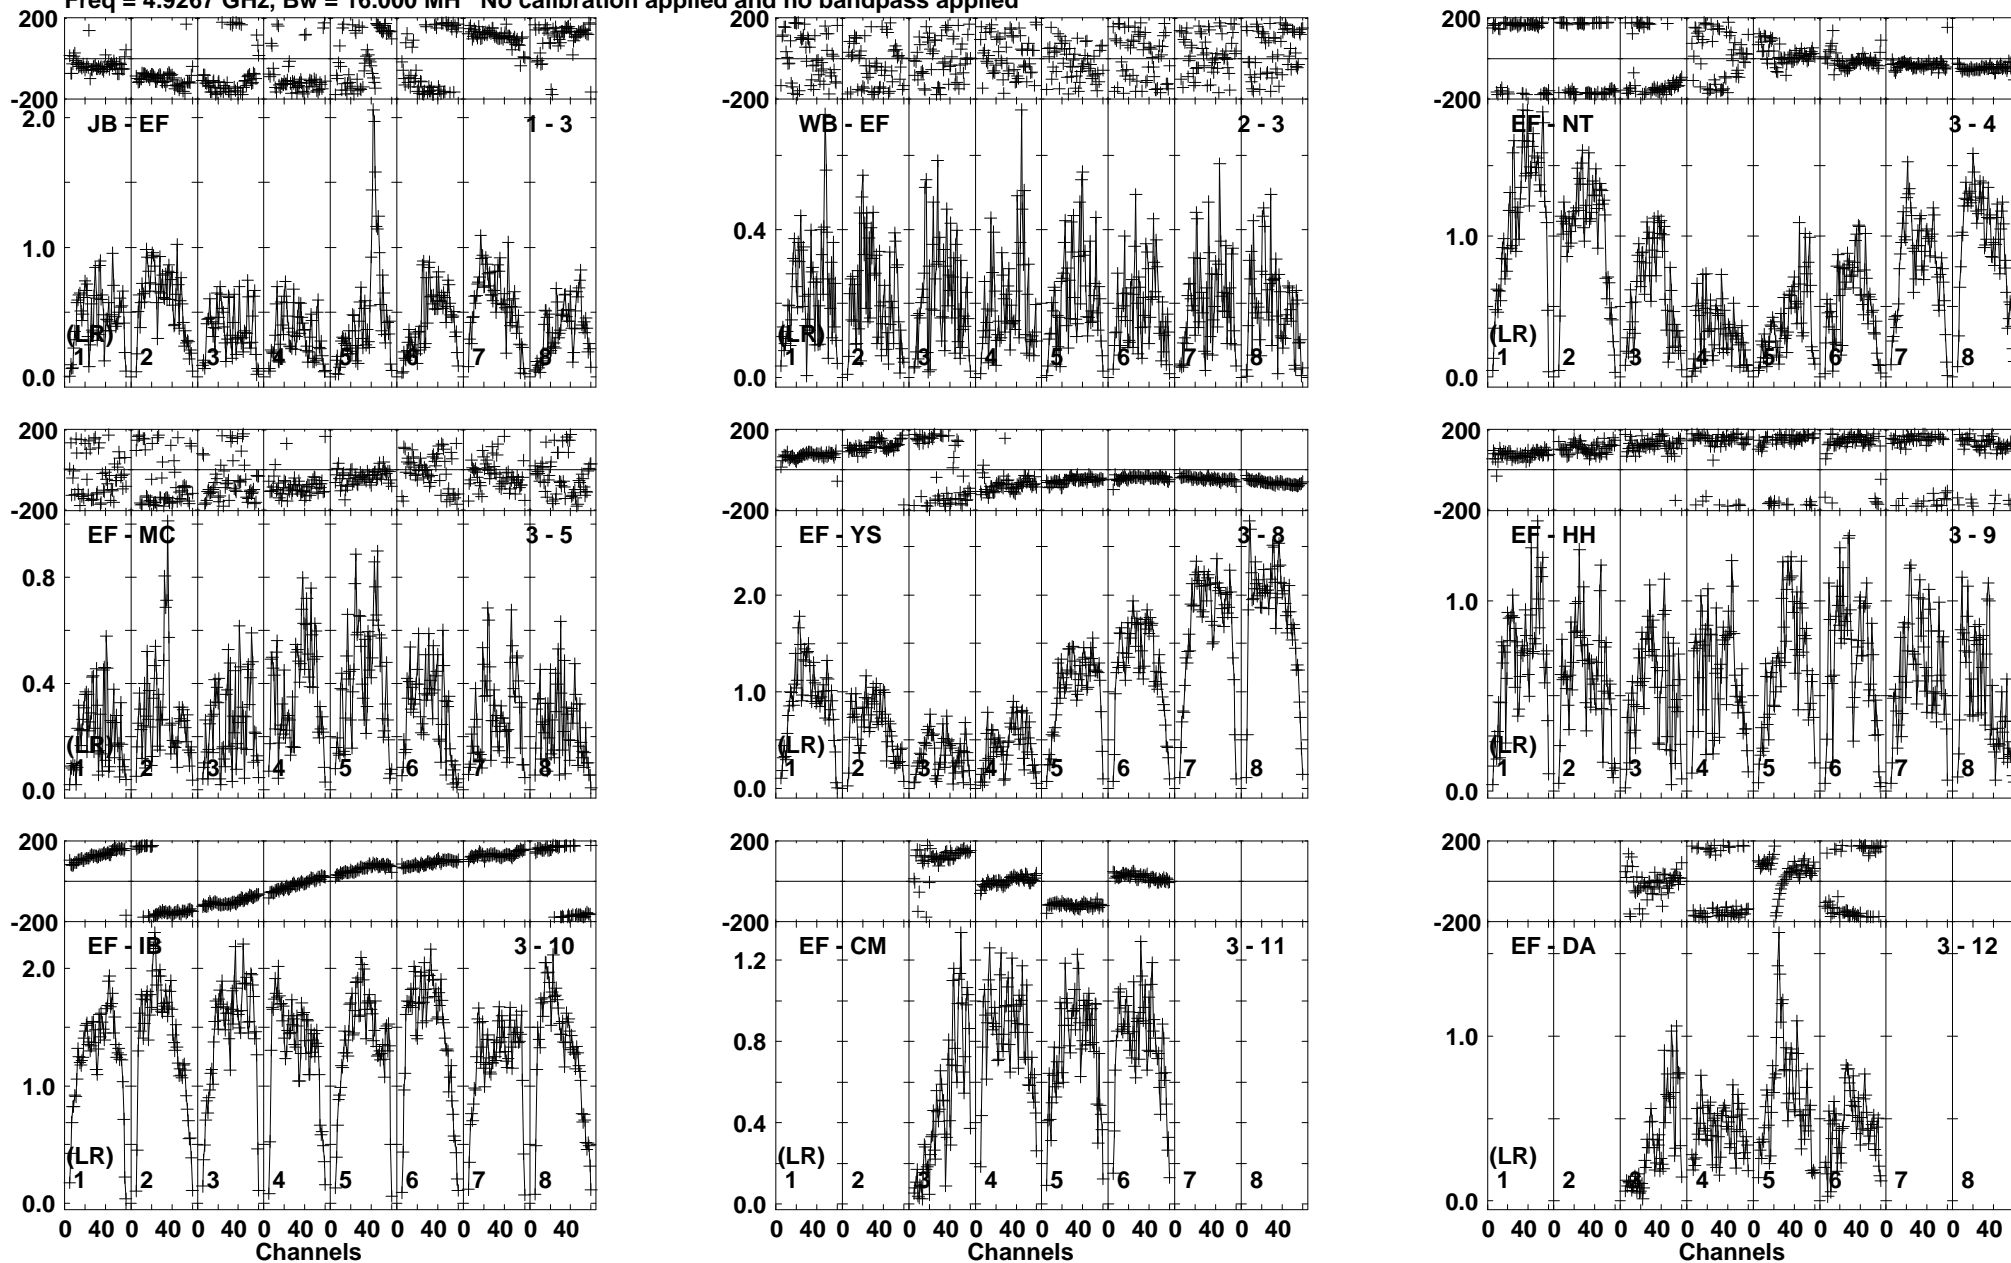 Freq = 4.9267 GHz, Bw = 16.000 MH No calibration applied and no bandpass applied
200
-200
JB - EF
1 - 3
2.0
1.0
0.0
(LR)
1 2 3 4 5 6 7 8
200
-200
WB - EF
2 - 3
0.4
0.0
(LR)
1 2 3 4 5 6 7 8
200
-200
EF - NT
3 - 4
1.0
0.0
(LR)
1 2 3 4 5 6 7 8
200
-200
EF - MC
3 - 5
0.8
0.4
0.0
(LR)
1 2 3 4 5 6 7 8
200
-200
EF - YS
3 - 8
2.0
1.0
0.0
(LR)
1 2 3 4 5 6 7 8
200
-200
EF - HH
3 - 9
1.0
0.0
(LR)
1 2 3 4 5 6 7 8
200
-200
EF - IB
3 - 10
2.0
1.0
0.0
(LR)
1 2 3 4 5 6 7 8
0 40 0 40 0 40 0 40 0 40 0 40 0 40 0 40
Channels
200
-200
EF - CM
3 - 11
1.2
0.8
0.4
0.0
(LR)
1 2 3 4 5 6 7 8
0 40 0 40 0 40 0 40 0 40 0 40 0 40 0 40
Channels
200
-200
EF - DA
3 - 12
1.0
0.0
(LR)
1 2 3 4 5 6 7 8
0 40 0 40 0 40 0 40 0 40 0 40 0 40 0 40
Channels